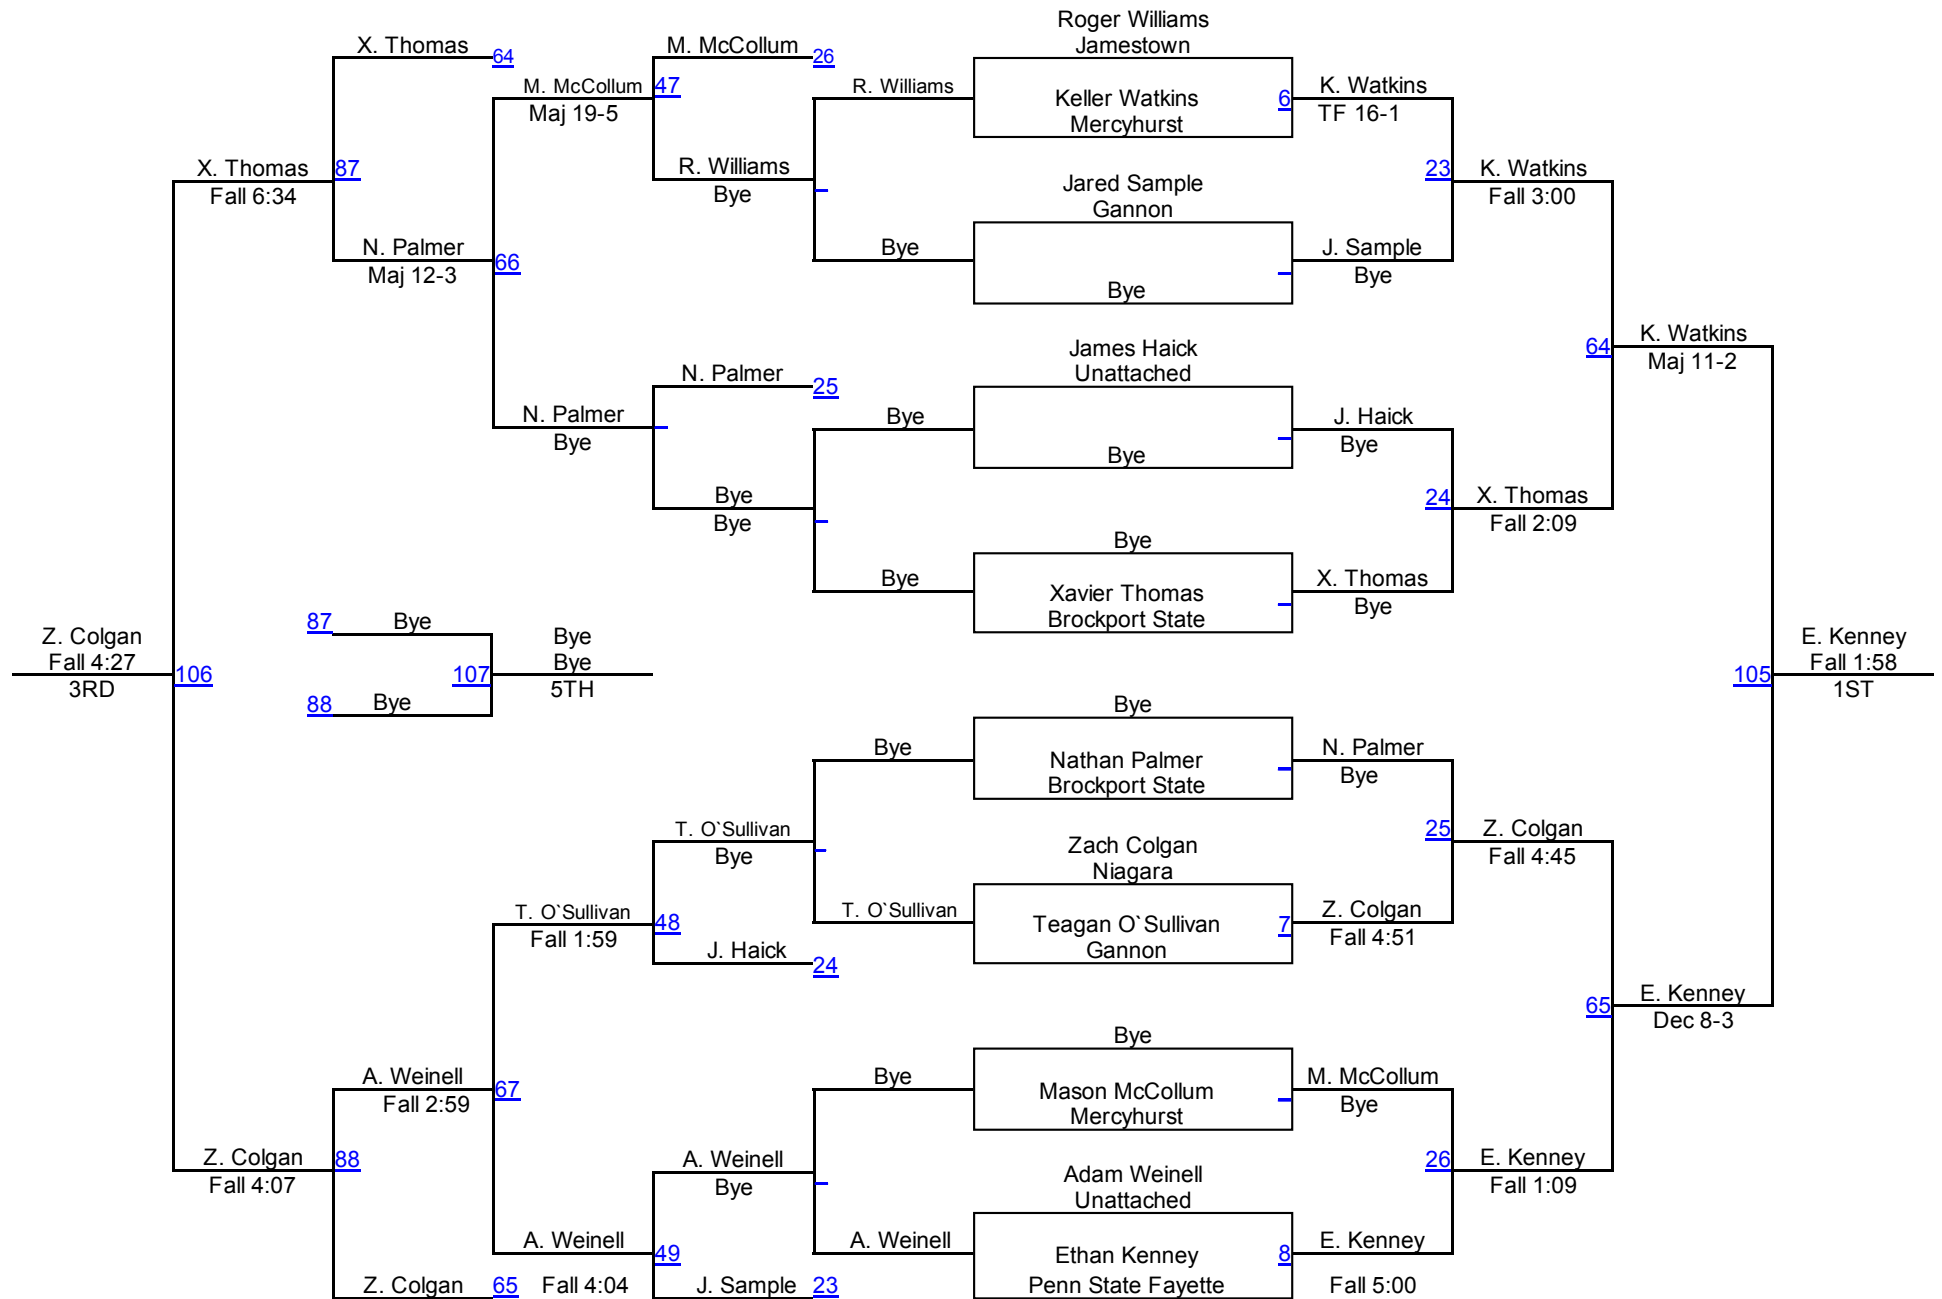 Roger Williams
X. Thomas
64
M. McCollum
26
Jamestown
M. McCollum
47
R. Williams
Keller Watkins
6
K. Watkins
Maj 19-5
Mercyhurst
TF 16-1
X. Thomas
87
R. Williams
23
K. Watkins
Fall 6:34
Bye
Jared Sample
Fall 3:00
Gannon
N. Palmer
66
Bye
J. Sample
Maj 12-3
Bye
Bye
K. Watkins
64
Maj 11-2
James Haick
N. Palmer
25
Unattached
N. Palmer
Bye
J. Haick
Bye
Bye
Bye
Bye
24
X. Thomas
Bye
Fall 2:09
Bye
Bye
Xavier Thomas
X. Thomas
Brockport State
Bye
87
Bye
Z. Colgan
Bye
E. Kenney
Fall 4:27
Bye
Fall 1:58
106
107
105
3RD
5TH
1ST
88
Bye
Bye
Bye
Nathan Palmer
N. Palmer
Brockport State
Bye
T. O`Sullivan
25
Z. Colgan
Bye
Zach Colgan
Fall 4:45
Niagara
T. O`Sullivan
48
T. O`Sullivan
Teagan O`Sullivan
7
Z. Colgan
Fall 1:59
Gannon
Fall 4:51
J. Haick
24
E. Kenney
65
Dec 8-3
Bye
A. Weinell
67
Bye
Mason McCollum
M. McCollum
Fall 2:59
Mercyhurst
Bye
Z. Colgan
88
A. Weinell
26
E. Kenney
Fall 4:07
Bye
Adam Weinell
Fall 1:09
Unattached
A. Weinell
49
A. Weinell
Ethan Kenney
8
E. Kenney
Z. Colgan
65
Fall 4:04
J. Sample
23
Penn State Fayette
Fall 5:00